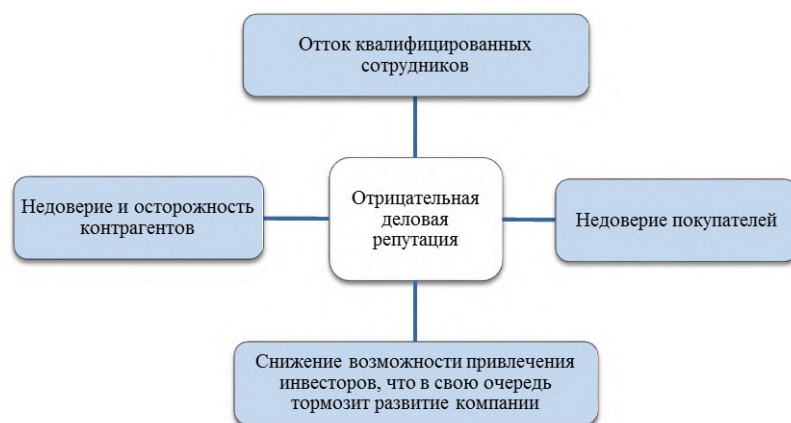 Отток квалифицированных
сотрудников
Недоверие и осторожность
контрагентов
Отрицательная
деловая
репутация
Недоверие покупателей
Снижение возможности привлечения
инвесторов, что в свою очередь
тормозит развитие компании